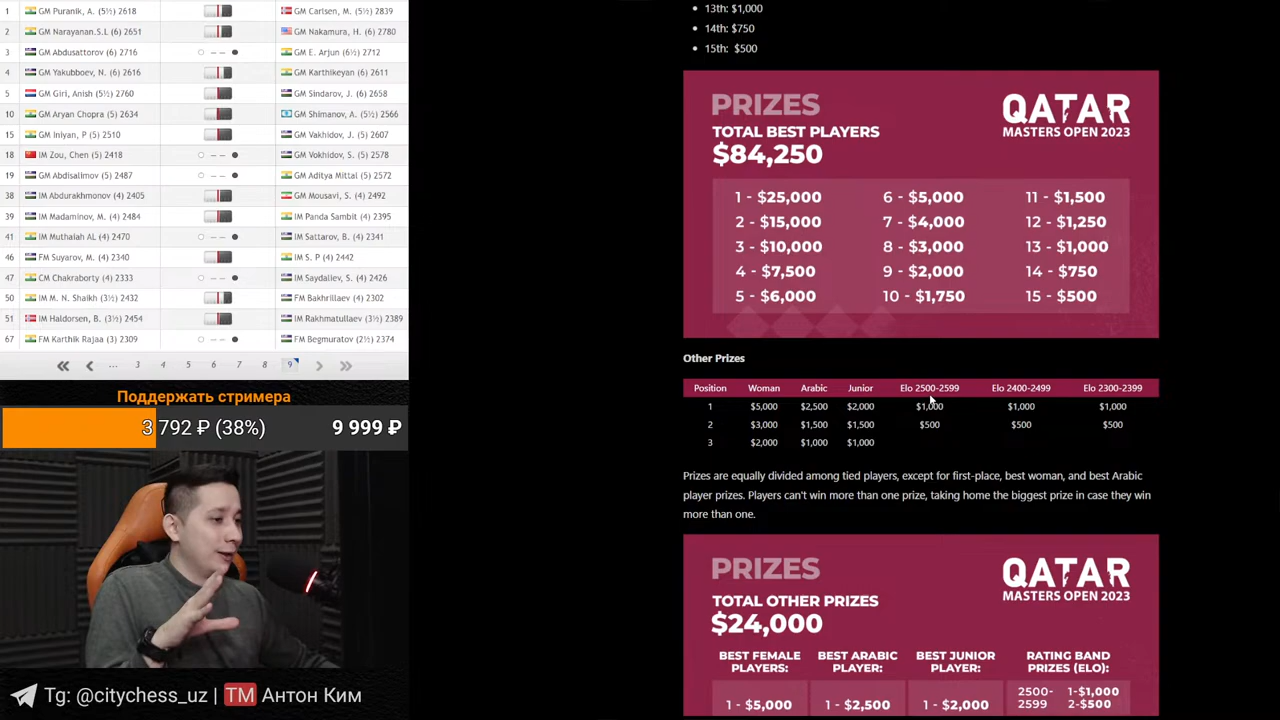 1 GM Puranik, A. (5½) 2618 GM Carlsen, M. (5½) 2839
2 GM Narayanan.S.L (6) 2651 GM Nakamura, H. (6) 2780
3 GM Abdusattorov (6) 2716 GM E. Arjun (6½) 2712
4 GM Yakubboev, N. (6) 2616 GM Karthikeyan (6) 2611
5 GM Giri, Anish (5½) 2760 GM Sindarov, J. (6) 2658
10 GM Aryan Chopra (5) 2634 GM Shimanov, A. (5½) 2566
15 GM Iniyan, P (5) 2510 GM Vakhidov, J. (5) 2607
18 IM Zou, Chen (5) 2418 GM Vokhidov, S. (5) 2578
19 GM Abdisalimov (5) 2487 GM Aditya Mittal (5) 2572
38 IM Abdurakhmonov (4) 2405 GM Mousavi, S. (4) 2492
39 IM Madaminov, M. (4) 2484 IM Panda Sambit (4) 2395
41 IM Muthaiah AL (4) 2470 IM Sattarov, B. (4) 2341
46 FM Suyarov, M. (4) 2340 IM S. P (4) 2442
47 CM Chakraborty (4) 2333 IM Saydaliev, S. (4) 2426
50 IM M. N. Shaikh (3½) 2432 FM Bakhrillaev (4) 2302
51 IM Haldorsen, B. (3½) 2454 IM Rakhmatullaev (3½) 2389
67 FM Karthik Rajaa (3) 2309 FM Begmuratov (2½) 2374
... 3 4 5 6 7 8 9
Поддержать стримера
3 792 ₽ (38%) 9 999 ₽
Tg: @citychess_uz | TM Антон Ким
13th: $1,000
14th: $750
15th: $500
PRIZES
TOTAL BEST PLAYERS
$84,250
QATAR
MASTERS OPEN 2023
1 - $25,000 6 - $5,000 11 - $1,500
2 - $15,000 7 - $4,000 12 - $1,250
3 - $10,000 8 - $3,000 13 - $1,000
4 - $7,500 9 - $2,000 14 - $750
5 - $6,000 10 - $1,750 15 - $500
Other Prizes
Position Woman Arabic Junior Elo 2500-2599 Elo 2400-2499 Elo 2300-2399
1 $5,000 $2,500 $2,000 $1,000 $1,000 $1,000
2 $3,000 $1,500 $1,500 $500 $500 $500
3 $2,000 $1,000 $1,000
Prizes are equally divided among tied players, except for first-place, best woman, and best Arabic
player prizes. Players can't win more than one prize, taking home the biggest prize in case they win
more than one.
PRIZES
TOTAL OTHER PRIZES
$24,000
QATAR
MASTERS OPEN 2023
BEST FEMALE PLAYERS: BEST ARABIC PLAYER: BEST JUNIOR PLAYER: RATING BAND PRIZES (ELO):
1 - $5,000 1 - $2,500 1 - $2,000 2500-2599 1-$1,000 2-$500